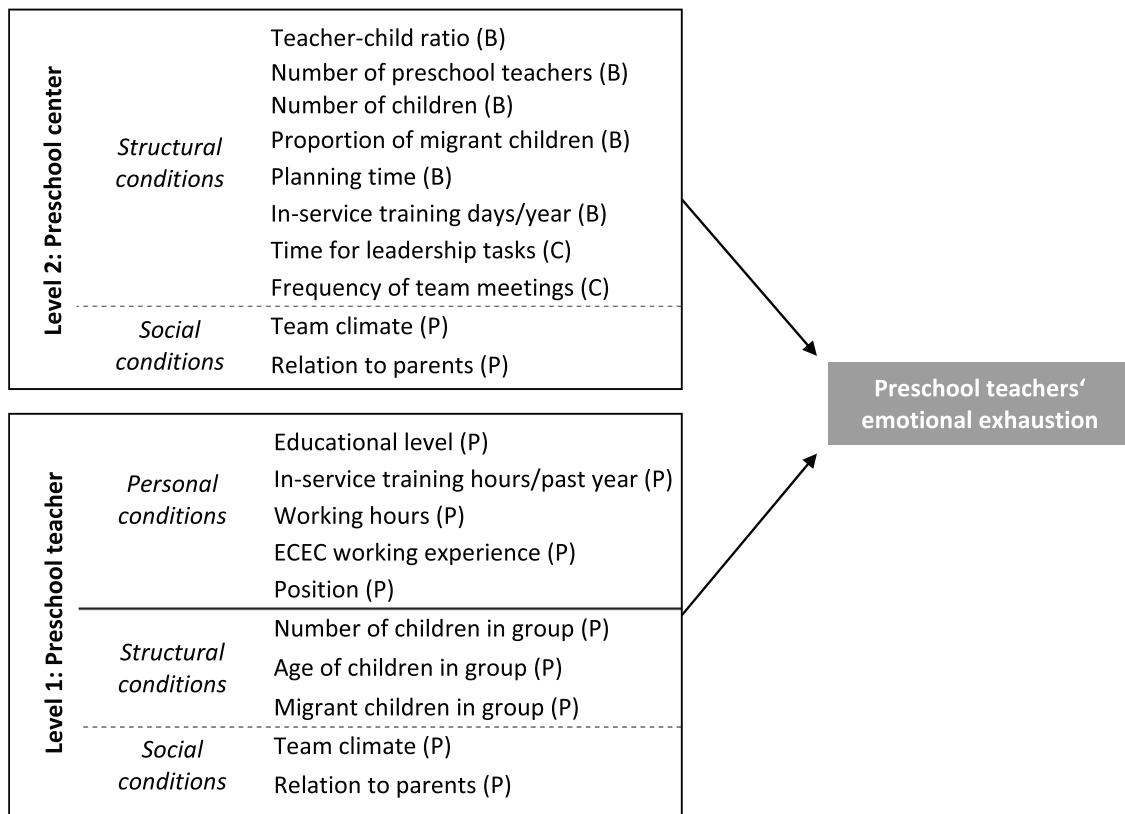 Level 2: Preschool center
Structural
conditions
Teacher-child ratio (B)
Number of preschool teachers (B)
Number of children (B)
Proportion of migrant children (B)
Planning time (B)
In-service training days/year (B)
Time for leadership tasks (C)
Frequency of team meetings (C)
Social
conditions
Team climate (P)
Relation to parents (P)
Preschool teachers‘
emotional exhaustion
Level 1: Preschool teacher
Personal
conditions
Educational level (P)
In-service training hours/past year (P)
Working hours (P)
ECEC working experience (P)
Position (P)
Structural
conditions
Number of children in group (P)
Age of children in group (P)
Migrant children in group (P)
Social
conditions
Team climate (P)
Relation to parents (P)